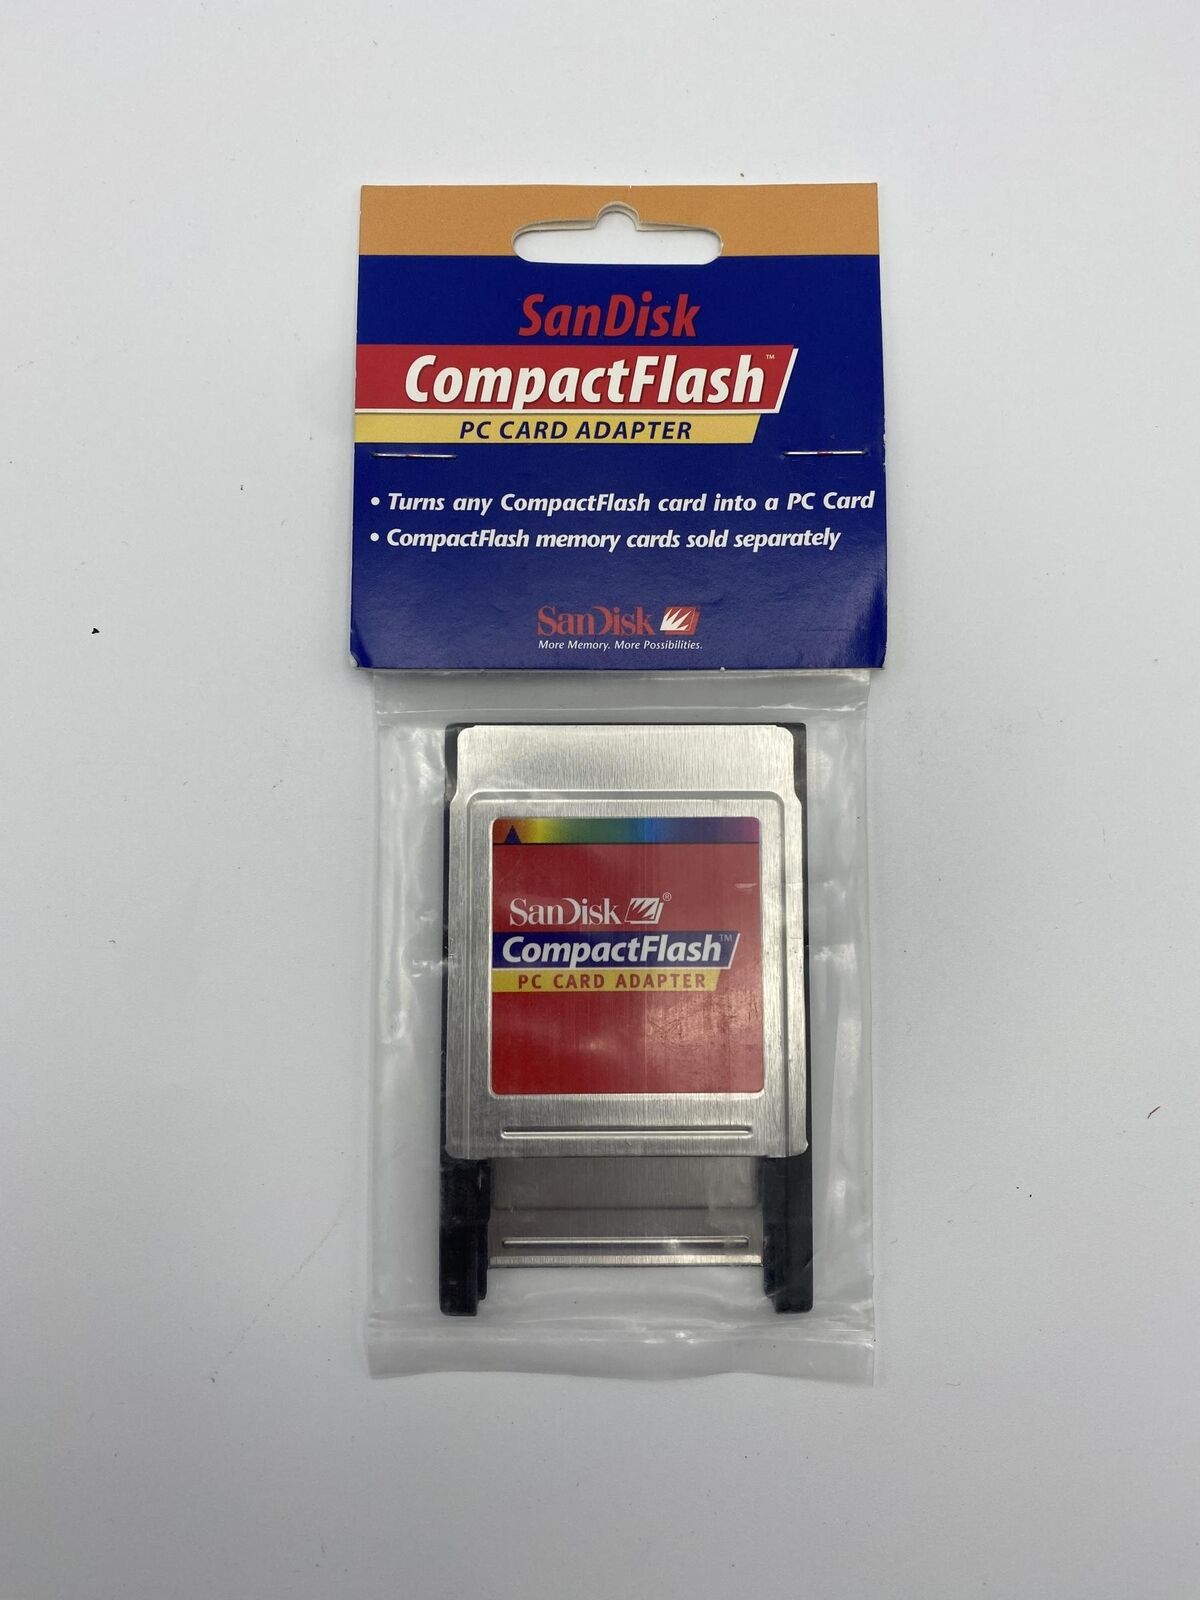 SanDisk
CompactFlash™
PC CARD ADAPTER
• Turns any CompactFlash card into a PC Card
• CompactFlash memory cards sold separately
SanDisk
More Memory. More Possibilities.
SanDisk®
CompactFlash™
PC CARD ADAPTER